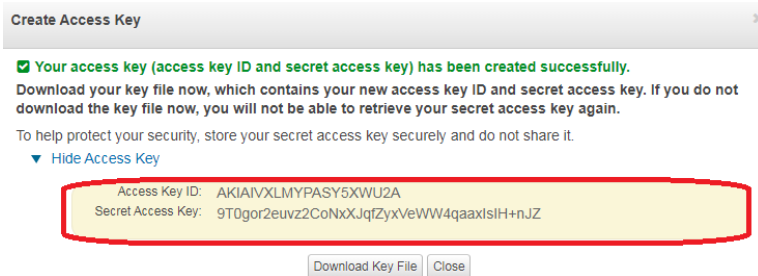 Create Access Key
Your access key (access key ID and secret access key) has been created successfully.
Download your key file now, which contains your new access key ID and secret access key. If you do not
download the key file now, you will not be able to retrieve your secret access key again.
To help protect your security, store your secret access key securely and do not share it.
Hide Access Key
Access Key ID: AKIAIVXLMYPASY5XWU2A
Secret Access Key: 9T0gor2euvz2CoNxXJqfZyxVeWW4qaaxIsIH+nJZ
Download Key File Close